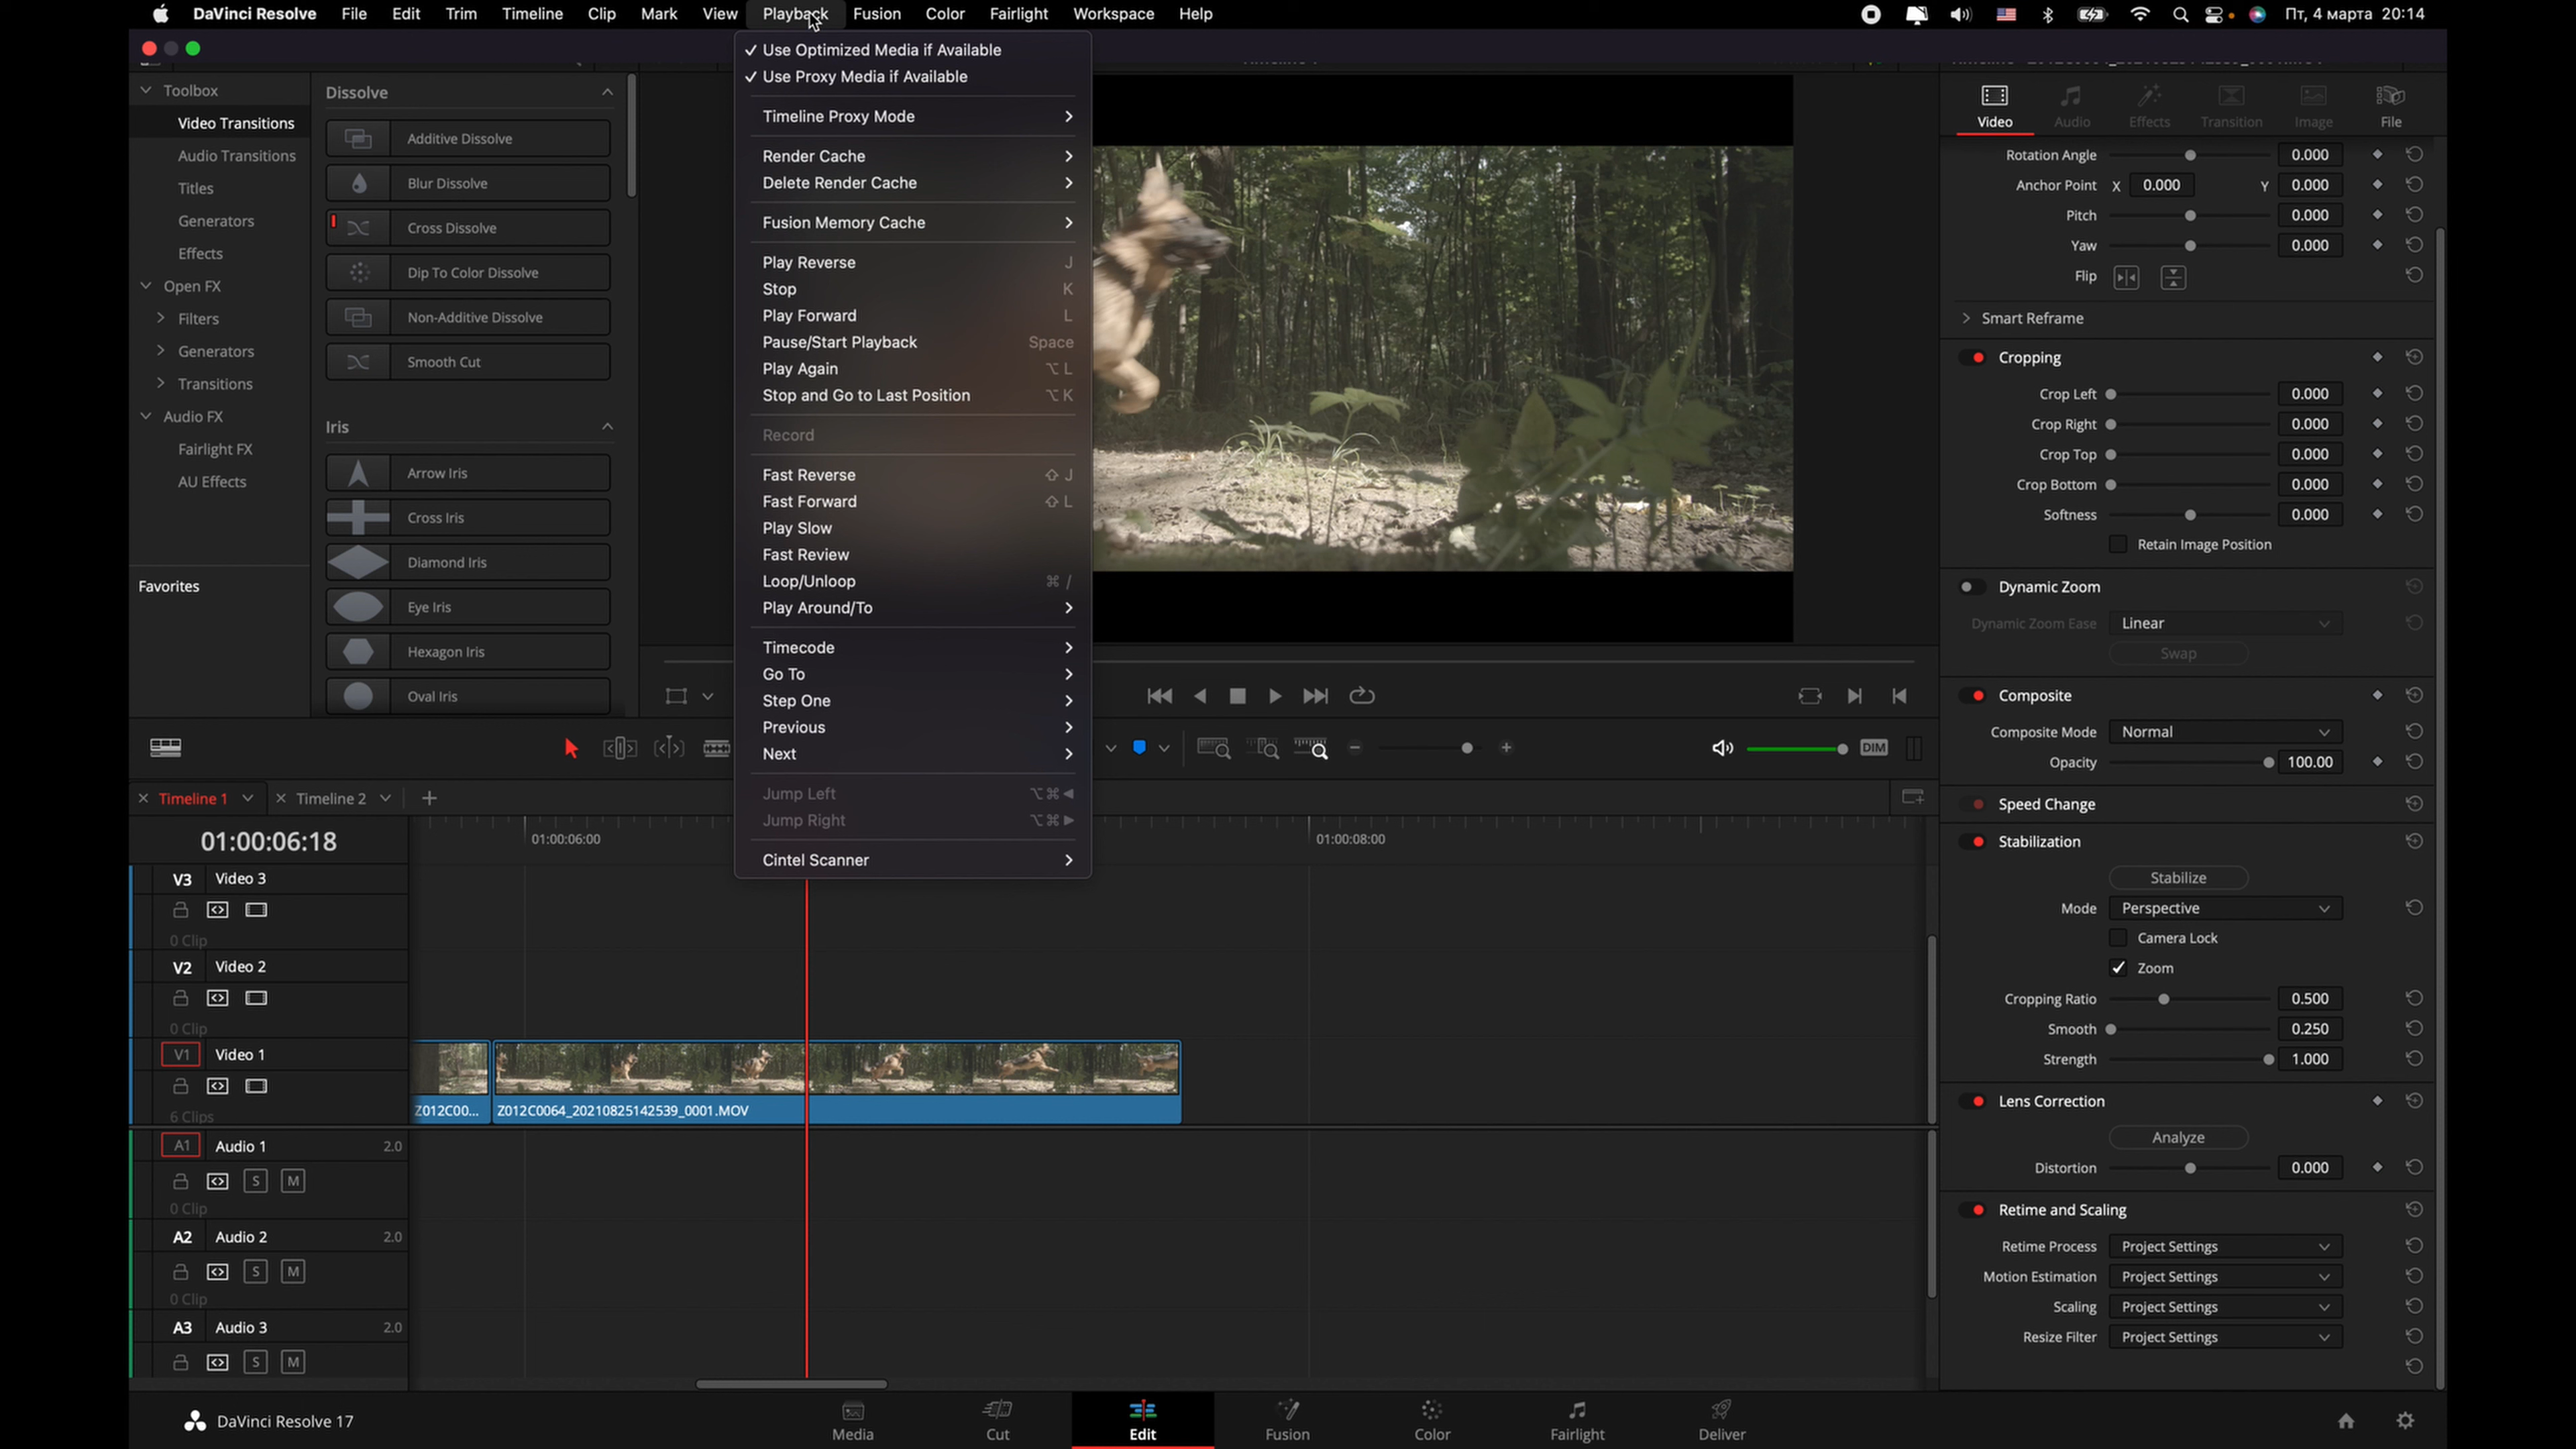 DaVinci Resolve File Edit Trim Timeline Clip Mark View Playback Fusion Color Fairlight Workspace Help Пт, 4 марта 20:14
Toolbox
Video Transitions
Audio Transitions
Titles
Generators
Effects
Open FX
Filters
Generators
Transitions
Audio FX
Fairlight FX
AU Effects
Favorites
Dissolve
Additive Dissolve
Blur Dissolve
Cross Dissolve
Dip To Color Dissolve
Non-Additive Dissolve
Smooth Cut
Iris
Arrow Iris
Cross Iris
Diamond Iris
Eye Iris
Hexagon Iris
Oval Iris
✓ Use Optimized Media if Available
✓ Use Proxy Media if Available
Timeline Proxy Mode
Render Cache
Delete Render Cache
Fusion Memory Cache
Play Reverse J
Stop K
Play Forward L
Pause/Start Playback Space
Play Again ⌥ L
Stop and Go to Last Position ⌥ K
Record
Fast Reverse ⇧ J
Fast Forward ⇧ L
Play Slow
Fast Review
Loop/Unloop ⌘ /
Play Around/To
Timecode
Go To
Step One
Previous
Next
Jump Left ⌥⌘◀
Jump Right ⌥⌘▶
Cintel Scanner
Video Audio Effects Transition Image File
Rotation Angle 0.000
Anchor Point X 0.000 Y 0.000
Pitch 0.000
Yaw 0.000
Flip
Smart Reframe
Cropping
Crop Left 0.000
Crop Right 0.000
Crop Top 0.000
Crop Bottom 0.000
Softness 0.000
Retain Image Position
Dynamic Zoom
Dynamic Zoom Ease Linear
Swap
Composite
Composite Mode Normal
Opacity 100.00
Speed Change
Stabilization
Stabilize
Mode Perspective
Camera Lock
Zoom
Cropping Ratio 0.500
Smooth 0.250
Strength 1.000
Lens Correction
Analyze
Distortion 0.000
Retime and Scaling
Retime Process Project Settings
Motion Estimation Project Settings
Scaling Project Settings
Resize Filter Project Settings
DIM
Timeline 1 Timeline 2
01:00:06:18 01:00:06:00 01:00:08:00
V3 Video 3
0 Clip
V2 Video 2
0 Clip
V1 Video 1
6 Clips
Z012C00... Z012C0064_20210825142539_0001.MOV
A1 Audio 1 2.0
S M
0 Clip
A2 Audio 2 2.0
S M
0 Clip
A3 Audio 3 2.0
S M
DaVinci Resolve 17 Media Cut Edit Fusion Color Fairlight Deliver